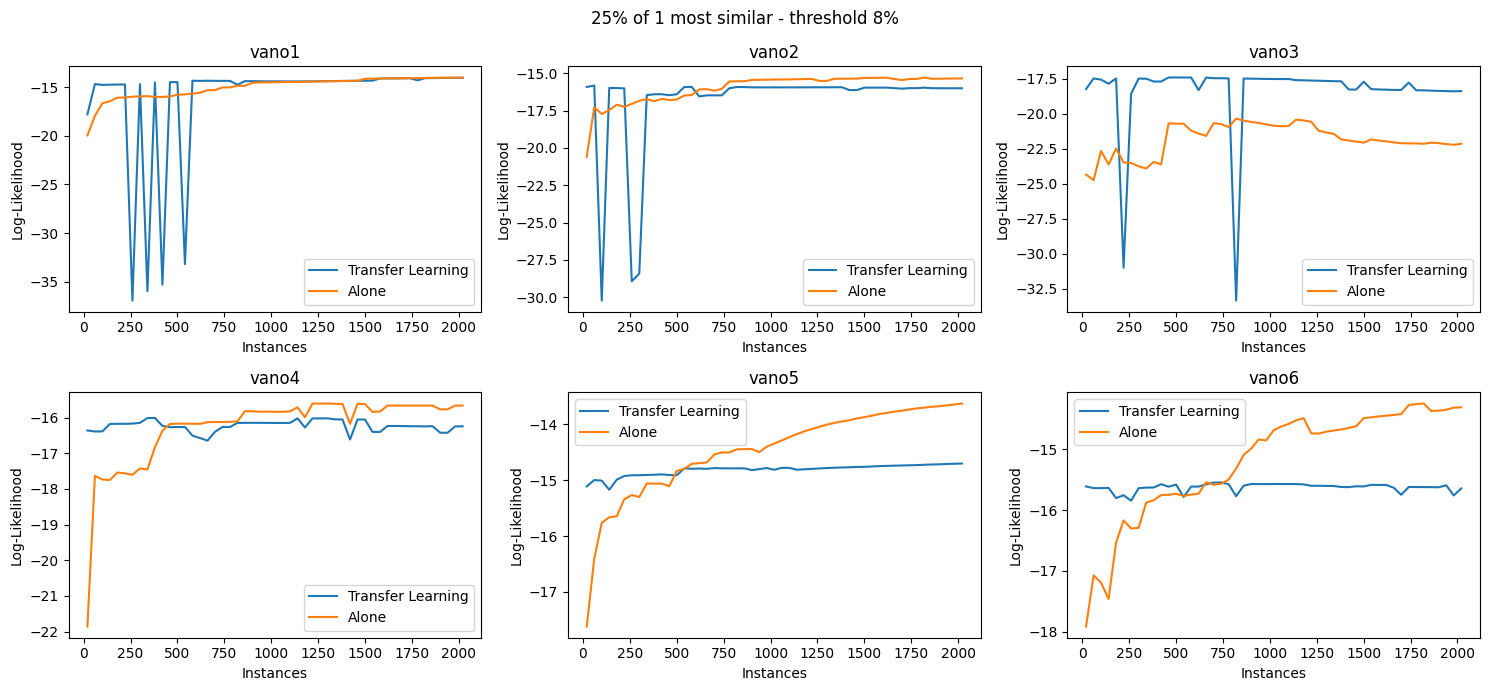 25% of 1 most similar - threshold 8%
vano1
Log-Likelihood
−15
−20
−25
−30
−35
Transfer Learning
Alone
0 250 500 750 1000 1250 1500 1750 2000
Instances
vano2
Log-Likelihood
−15.0
−17.5
−20.0
−22.5
−25.0
−27.5
−30.0
Transfer Learning
Alone
0 250 500 750 1000 1250 1500 1750 2000
Instances
vano3
Log-Likelihood
−17.5
−20.0
−22.5
−25.0
−27.5
−30.0
−32.5
Transfer Learning
Alone
0 250 500 750 1000 1250 1500 1750 2000
Instances
vano4
Log-Likelihood
−16
−17
−18
−19
−20
−21
−22
Transfer Learning
Alone
0 250 500 750 1000 1250 1500 1750 2000
Instances
vano5
Log-Likelihood
Transfer Learning
Alone
−14
−15
−16
−17
0 250 500 750 1000 1250 1500 1750 2000
Instances
vano6
Log-Likelihood
Transfer Learning
Alone
−15
−16
−17
−18
0 250 500 750 1000 1250 1500 1750 2000
Instances